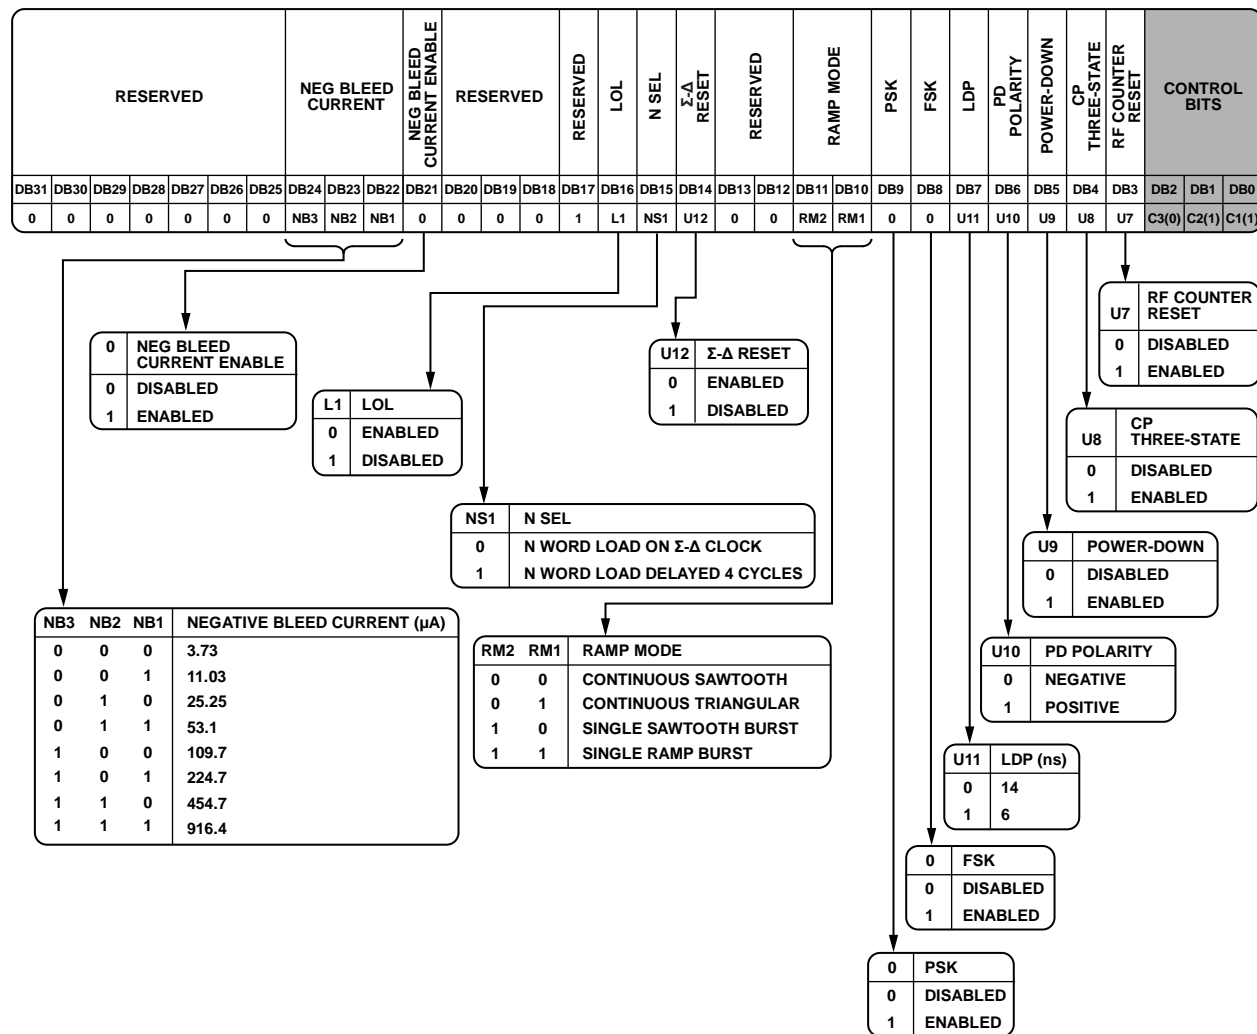 RESERVED
NEG BLEED
CURRENT
NEG BLEED
CURRENT ENABLE
RESERVED
RESERVED
LOL
N SEL
Σ-Δ
RESET
RESERVED
RAMP MODE
PSK
FSK
LDP
PD
POLARITY
POWER-DOWN
CP
THREE-STATE
RF COUNTER
RESET
CONTROL
BITS
DB31 DB30 DB29 DB28 DB27 DB26 DB25 DB24 DB23 DB22 DB21 DB20 DB19 DB18 DB17 DB16 DB15 DB14 DB13 DB12 DB11 DB10 DB9 DB8 DB7 DB6 DB5 DB4 DB3 DB2 DB1 DB0
0 0 0 0 0 0 0 NB3 NB2 NB1 0 0 0 0 1 L1 NS1 U12 0 0 RM2 RM1 0 0 U11 U10 U9 U8 U7 C3(0) C2(1) C1(1)
U7 RF COUNTER
RESET
0 DISABLED
1 ENABLED
0 NEG BLEED
CURRENT ENABLE
0 DISABLED
1 ENABLED
U12 Σ-Δ RESET
0 ENABLED
1 DISABLED
L1 LOL
0 ENABLED
1 DISABLED
U8 CP
THREE-STATE
0 DISABLED
1 ENABLED
NS1 N SEL
0 N WORD LOAD ON Σ-Δ CLOCK
1 N WORD LOAD DELAYED 4 CYCLES
U9 POWER-DOWN
0 DISABLED
1 ENABLED
NB3 NB2 NB1 NEGATIVE BLEED CURRENT (µA)
0 0 0 3.73
0 0 1 11.03
0 1 0 25.25
0 1 1 53.1
1 0 0 109.7
1 0 1 224.7
1 1 0 454.7
1 1 1 916.4
RM2 RM1 RAMP MODE
0 0 CONTINUOUS SAWTOOTH
0 1 CONTINUOUS TRIANGULAR
1 0 SINGLE SAWTOOTH BURST
1 1 SINGLE RAMP BURST
U10 PD POLARITY
0 NEGATIVE
1 POSITIVE
U11 LDP (ns)
0 14
1 6
0 FSK
0 DISABLED
1 ENABLED
0 PSK
0 DISABLED
1 ENABLED